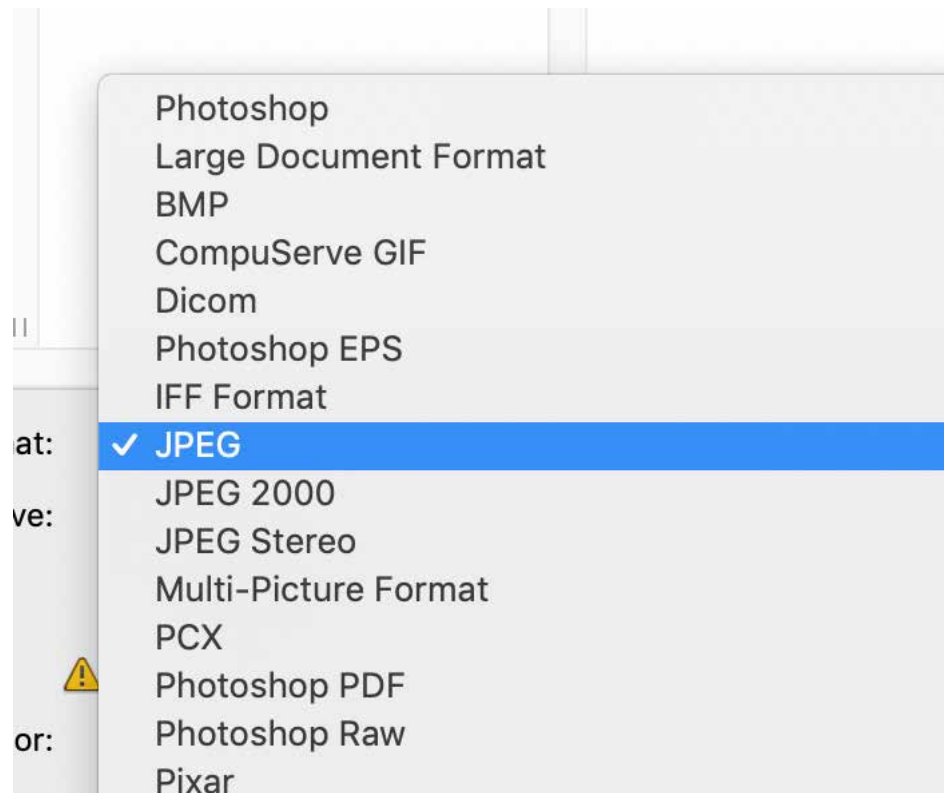 Photoshop
Large Document Format
BMP
CompuServe GIF
Dicom
Photoshop EPS
IFF Format
at:
JPEG
JPEG 2000
ve:
JPEG Stereo
Multi-Picture Format
PCX
Photoshop PDF
or:
Photoshop Raw
Pixar